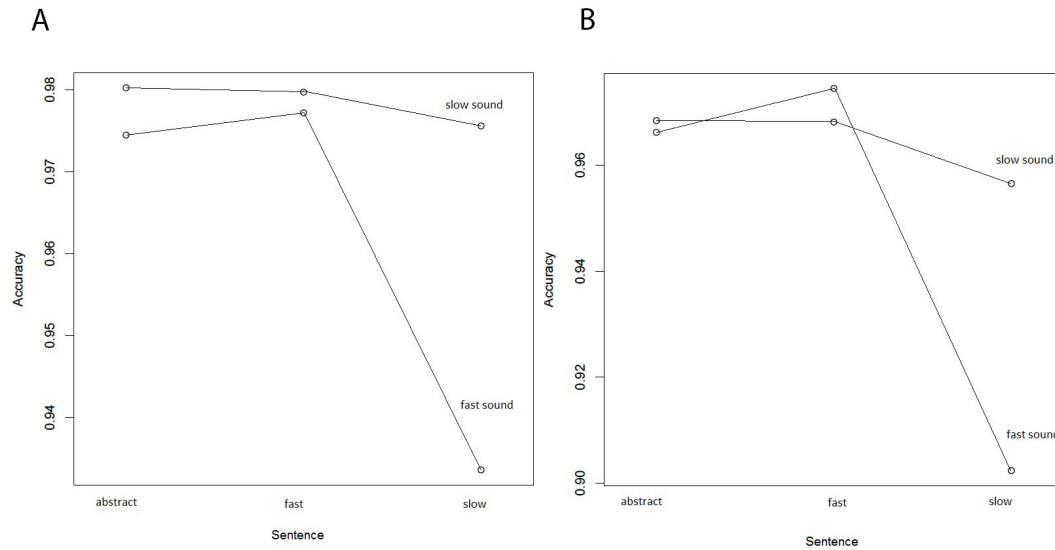 A
B
Accuracy
0.98
0.97
0.96
0.95
0.94
slow sound
fast sound
abstract
fast
slow
Sentence
Accuracy
0.96
0.94
0.92
0.90
slow sound
fast sound
abstract
fast
slow
Sentence